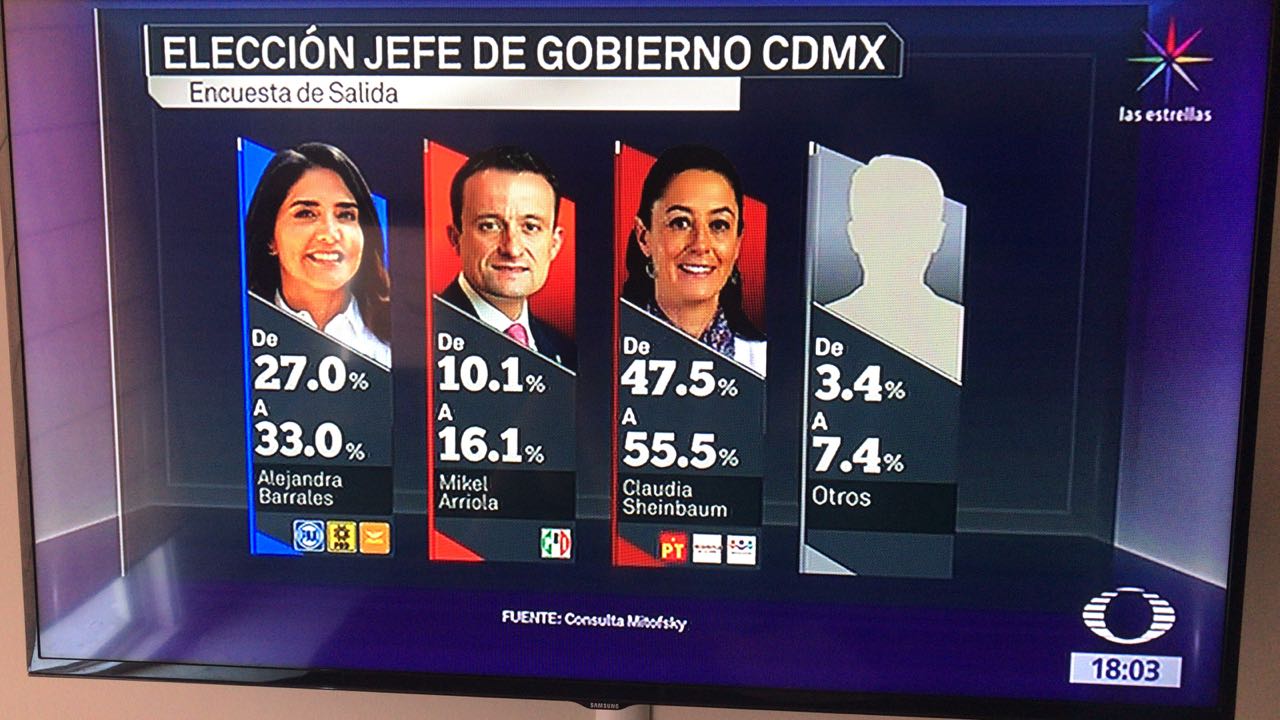 ELECCIÓN JEFE DE GOBIERNO CDMX
Encuesta de Salida
las estrellas
De
27.0%
A
33.0%
Alejandra
Barrales
PRD
De
10.1%
A
16.1%
Mikel
Arriola
PRI
De
47.5%
A
55.5%
Claudia
Sheinbaum
PT
De
3.4%
A
7.4%
Otros
FUENTE: Consulta Mitofsky
18:03
SAMSUNG